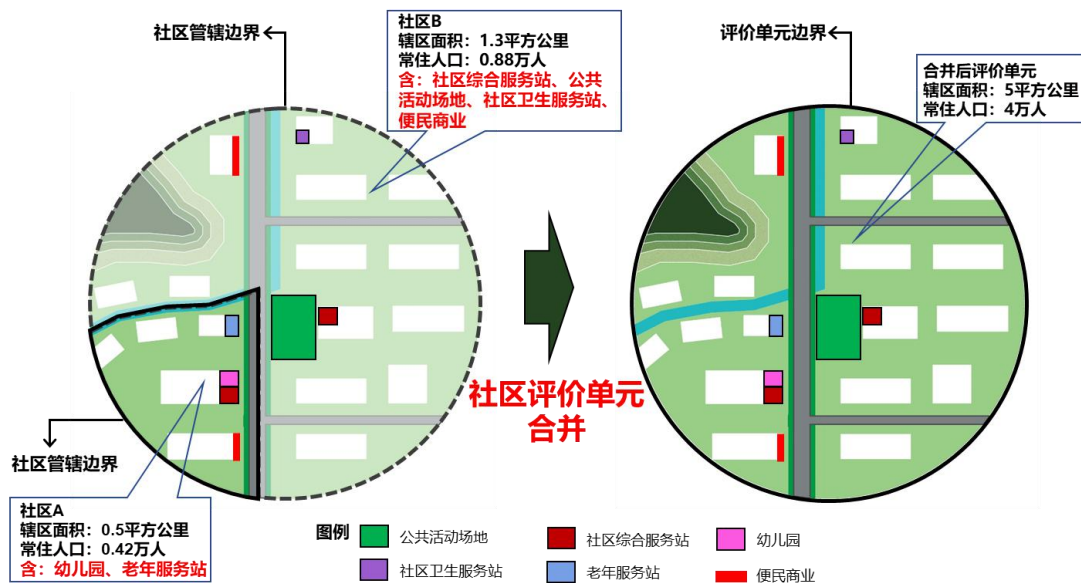 社区管辖边界
社区B
辖区面积：1.3平方公里
常住人口：0.88万人
含：社区综合服务站、公共
活动场地、社区卫生服务站、
便民商业
评价单元边界
合并后评价单元
辖区面积：5平方公里
常住人口：4万人
社区评价单元
合并
社区管辖边界
社区A
辖区面积：0.5平方公里
常住人口：0.42万人
含：幼儿园、老年服务站
图例
公共活动场地
社区综合服务站
幼儿园
社区卫生服务站
老年服务站
便民商业